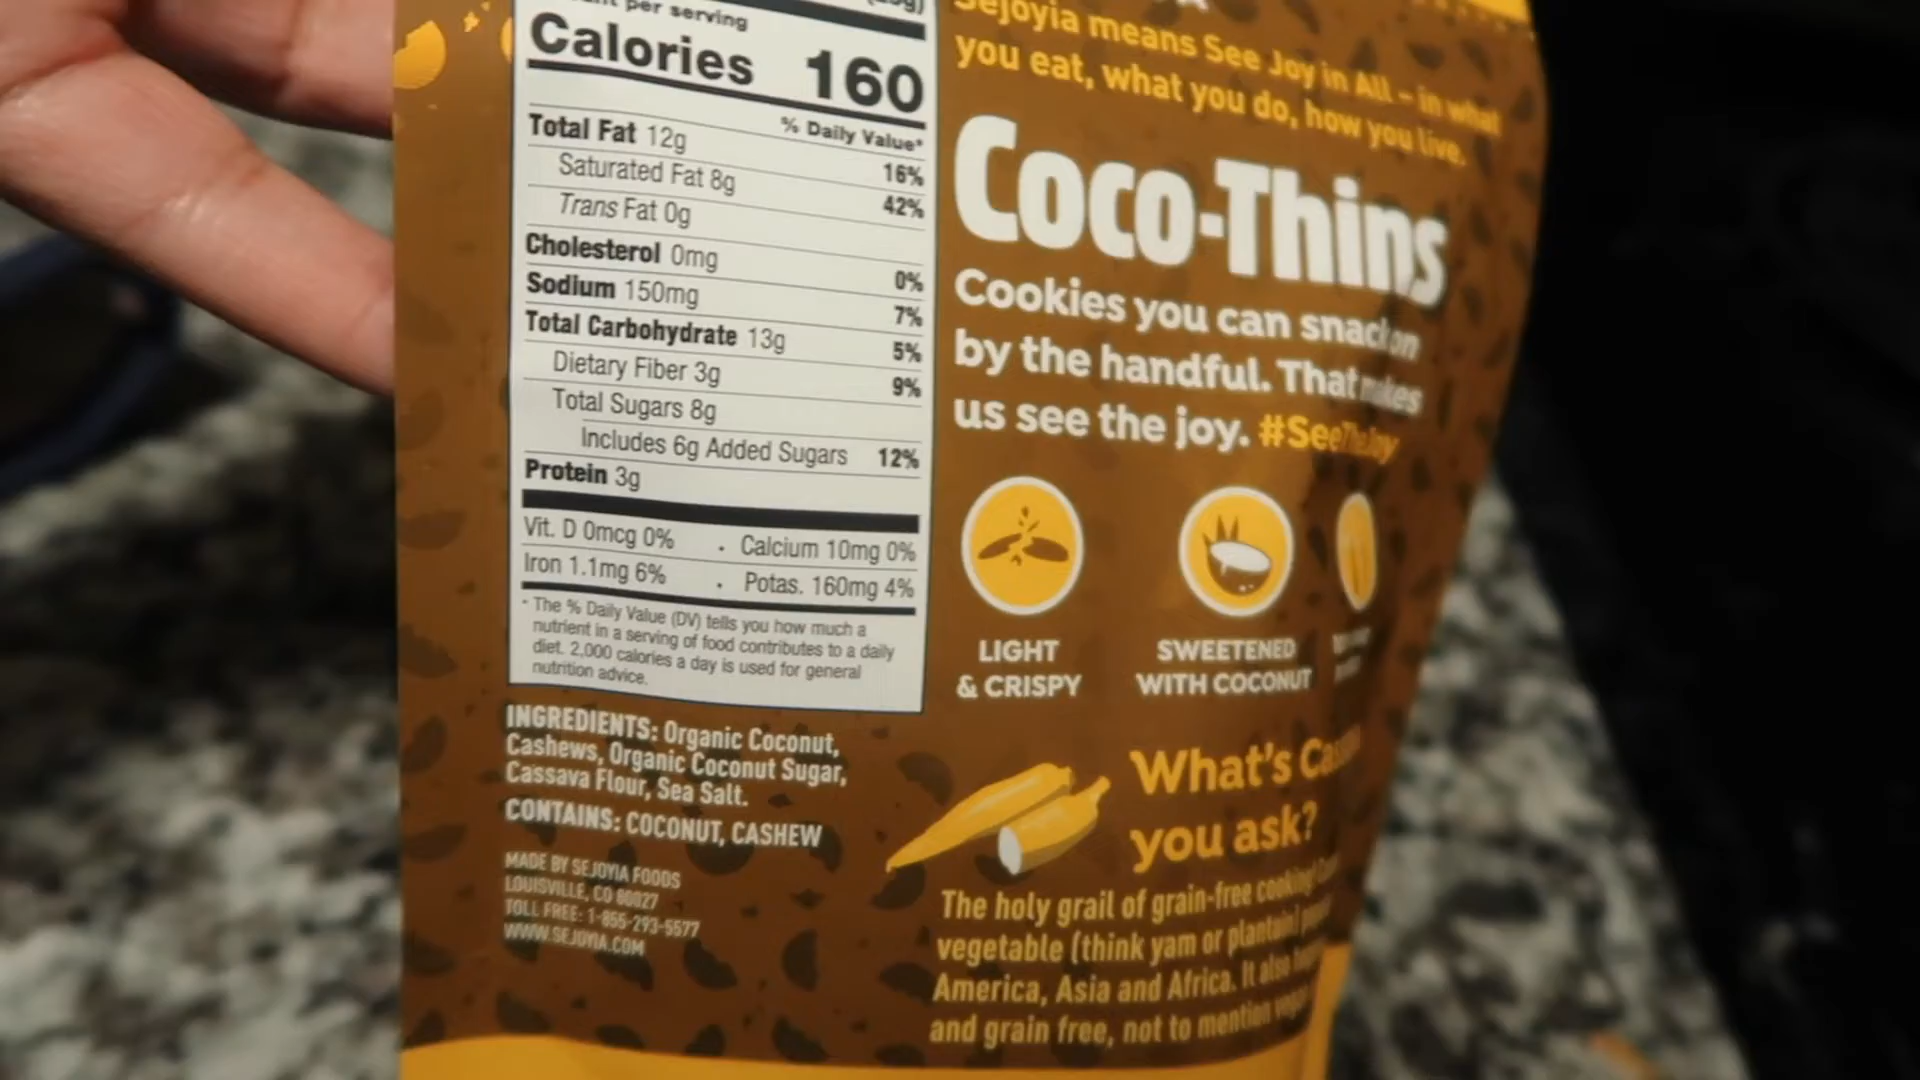 per serving
Calories 160
% Daily Value*
Total Fat 12g 16%
Saturated Fat 8g 42%
Trans Fat 0g
Cholesterol 0mg 0%
Sodium 150mg 7%
Total Carbohydrate 13g 5%
Dietary Fiber 3g 9%
Total Sugars 8g
Includes 6g Added Sugars 12%
Protein 3g
Vit. D 0mcg 0% • Calcium 10mg 0%
Iron 1.1mg 6% • Potas. 160mg 4%
* The % Daily Value (DV) tells you how much a
nutrient in a serving of food contributes to a daily
diet. 2,000 calories a day is used for general
nutrition advice.
INGREDIENTS: Organic Coconut,
Cashews, Organic Coconut Sugar,
Cassava Flour, Sea Salt.
CONTAINS: COCONUT, CASHEW
MADE BY SEJOYIA FOODS
LOUISVILLE, CO 80027
TOLL FREE: 1-855-293-5577
WWW.SEJOYIA.COM
Sejoyia means See Joy in All – in what
you eat, what you do, how you live.
Coco-Thins
Cookies you can snack on
by the handful. That makes
us see the joy. #SeeTheJoy
LIGHT
& CRISPY
SWEETENED
WITH COCONUT
What's
you ask?
The holy grail of grain-free cooking!
vegetable (think yam or plantain)
America, Asia and Africa. It also
and grain free, not to mention